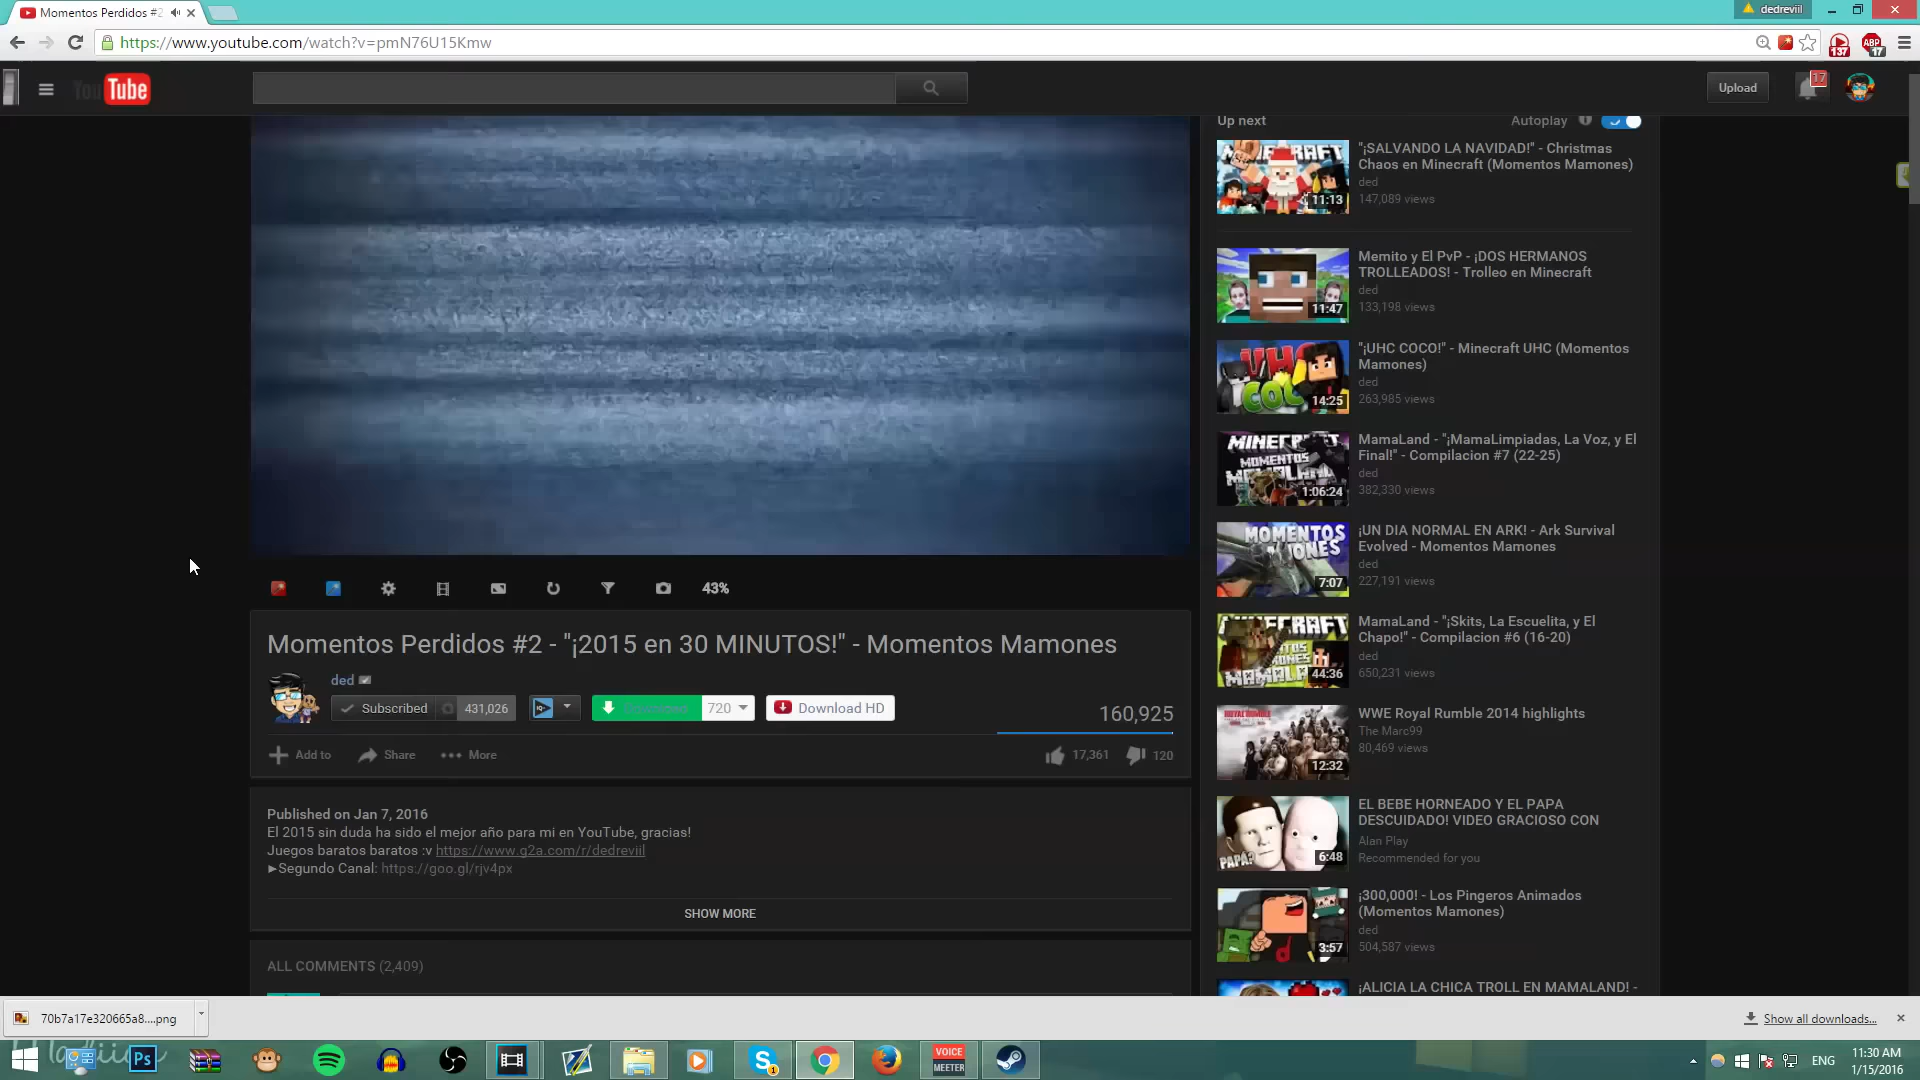 Momentos Perdidos #2
dedreviil
https://www.youtube.com/watch?v=pmN76U15Kmw
137
ABP
17
YouTube
Upload
17
Up next
Autoplay
"¡SALVANDO LA NAVIDAD!" - Christmas
Chaos en Minecraft (Momentos Mamones)
ded
147,089 views
11:13
Memito y El PvP - ¡DOS HERMANOS
TROLLEADOS! - Trolleo en Minecraft
ded
133,198 views
11:47
"¡UHC COCO!" - Minecraft UHC (Momentos
Mamones)
ded
263,985 views
14:25
MamaLand - "¡MamaLimpiadas, La Voz, y El
Final!" - Compilacion #7 (22-25)
ded
382,330 views
MINECRAFT
MOMENTOS
1:06:24
¡UN DIA NORMAL EN ARK! - Ark Survival
Evolved - Momentos Mamones
ded
227,191 views
MOMENTOS
7:07
MamaLand - "¡Skits, La Escuelita, y El
Chapo!" - Compilacion #6 (16-20)
ded
650,231 views
44:36
WWE Royal Rumble 2014 highlights
The Marc99
80,469 views
12:32
EL BEBE HORNEADO Y EL PAPA
DESCUIDADO! VIDEO GRACIOSO CON
Alan Play
Recommended for you
PAPA?
6:48
¡300,000! - Los Pingeros Animados
(Momentos Mamones)
ded
504,587 views
3:57
¡ALICIA LA CHICA TROLL EN MAMALAND! -
43%
Momentos Perdidos #2 - "¡2015 en 30 MINUTOS!" - Momentos Mamones
ded
Subscribed 431,026
Download 720
Download HD
160,925
Add to
Share
More
17,361
120
Published on Jan 7, 2016
El 2015 sin duda ha sido el mejor año para mi en YouTube, gracias!
Juegos baratos baratos :v https://www.g2a.com/r/dedreviil
►Segundo Canal: https://goo.gl/rjv4px
SHOW MORE
ALL COMMENTS (2,409)
70b7a17e320665a8....png
Show all downloads...
Ps
VOICE
MEETER
ENG
11:30 AM
1/15/2016